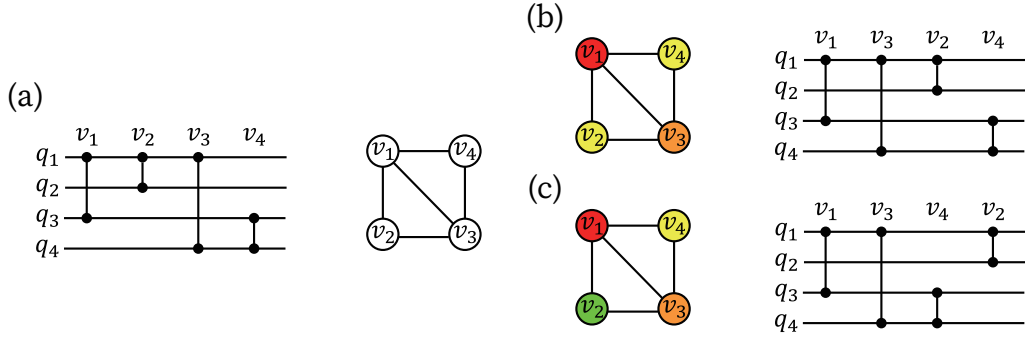 (a)
v₁ v₂ v₃ v₄
q₁
q₂
q₃
q₄
v₁ v₄
v₂ v₃
(b)
v₁ v₄
v₂ v₃
v₁ v₃ v₂ v₄
q₁
q₂
q₃
q₄
(c)
v₁ v₄
v₂ v₃
v₁ v₃ v₄ v₂
q₁
q₂
q₃
q₄